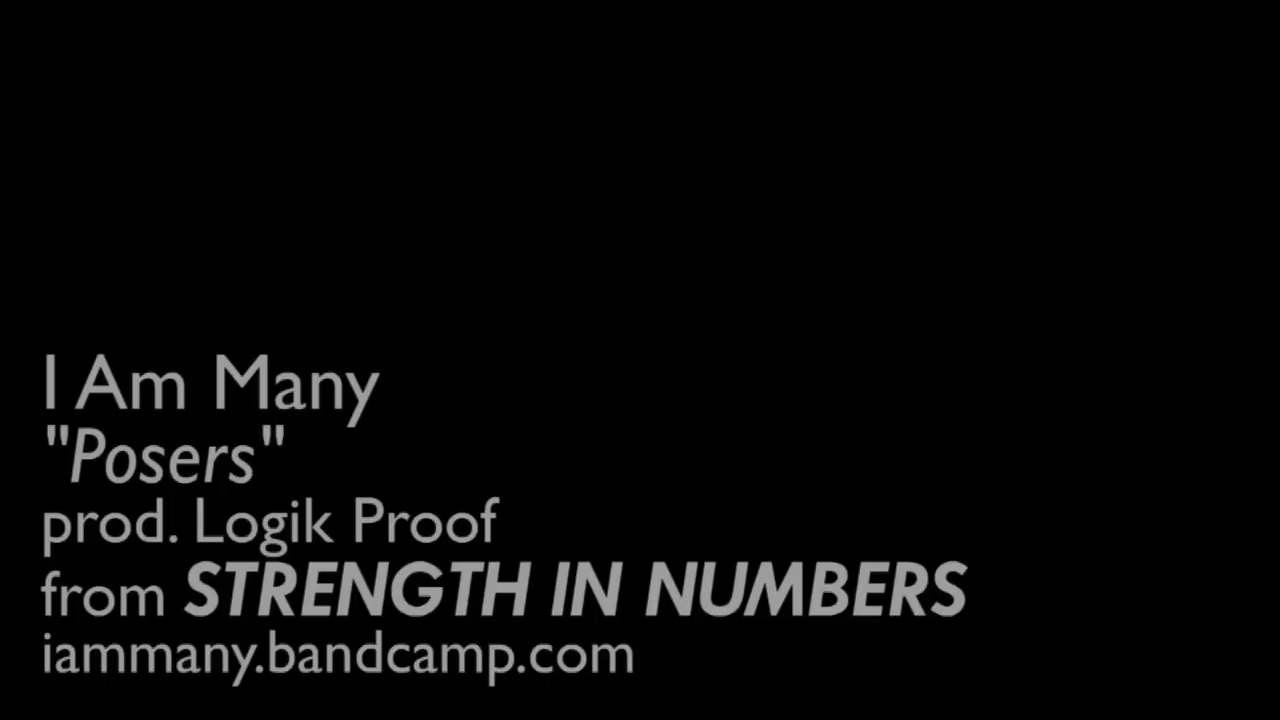 I Am Many
"Posers"
prod. Logik Proof
from STRENGTH IN NUMBERS
iammany.bandcamp.com